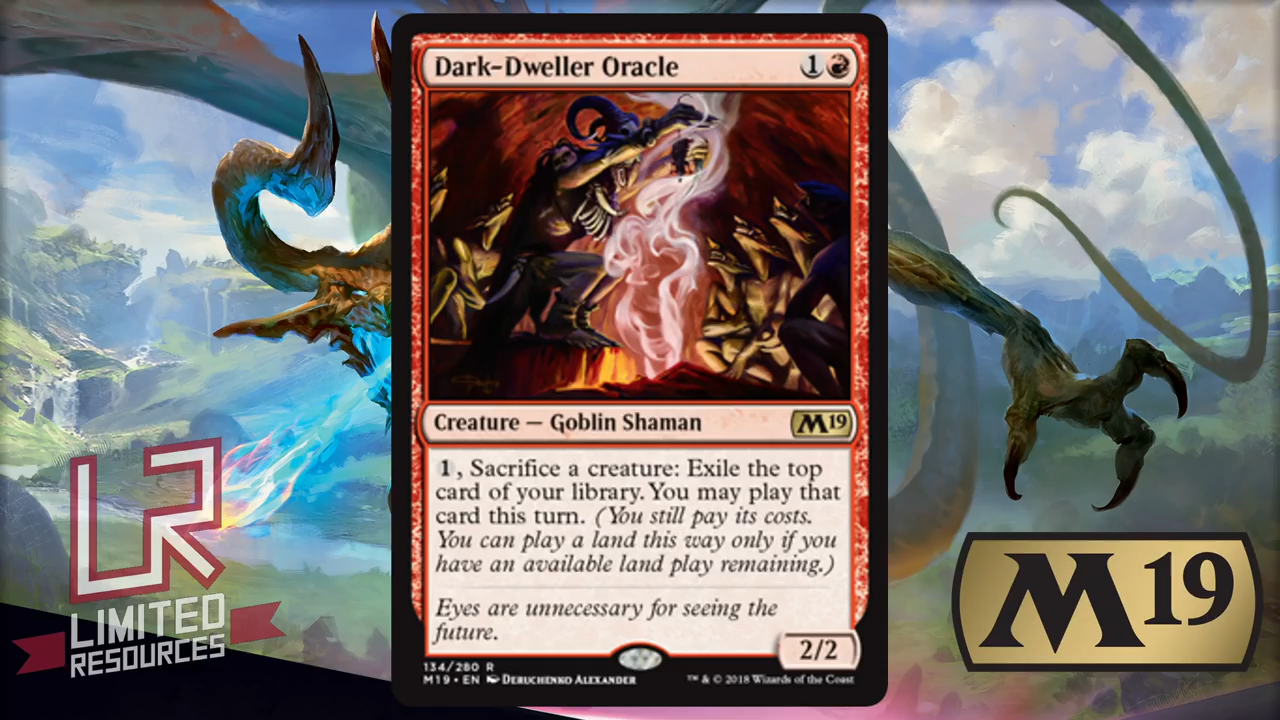 Dark-Dweller Oracle
1
Creature — Goblin Shaman
M19
1, Sacrifice a creature: Exile the top
card of your library. You may play that
card this turn. (You still pay its costs.
You can play a land this way only if you
have an available land play remaining.)
Eyes are unnecessary for seeing the
future.
2/2
134/280 R
M19 • EN Deruchenko Alexander
™ & © 2018 Wizards of the Coast
LR
LIMITED
RESOURCES
M19